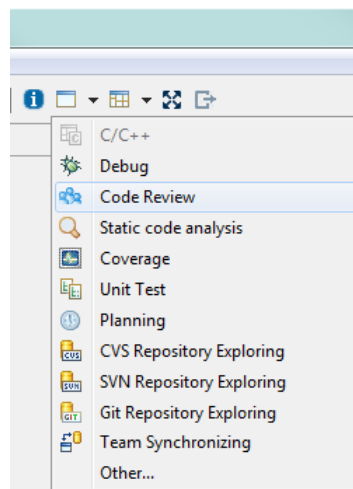 C/C++
Debug
Code Review
Static code analysis
Coverage
Unit Test
Planning
CVS Repository Exploring
SVN Repository Exploring
Git Repository Exploring
Team Synchronizing
Other...